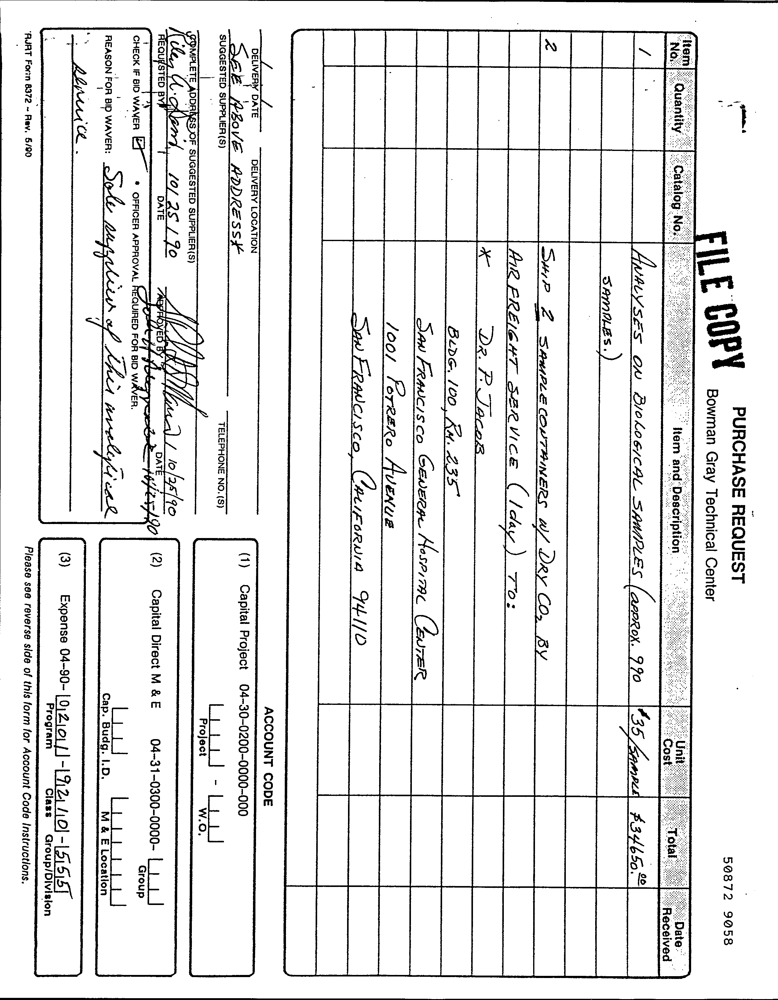 50872 9058
PURCHASE REQUEST
FILE COPY
Bowman Gray Technical Center
Item No. Quantity Catalog No. Item and Description Unit Cost Total Date Received
1 ANALYSES ON BIOLOGICAL SAMPLES (approx. 990 $35/SAMPLE $34650.00
SAMPLES.)
2 SHIP 2 SAMPLE CONTAINERS W/ DRY CO2 BY
AIR FREIGHT SERVICE (1 day) TO:
* DR. P. JACOB
BLDG. 100, RM. 235
SAN FRANCISCO GENERAL HOSPITAL CENTER
1001 POTRERO AVENUE
SAN FRANCISCO, CALIFORNIA 94110
/ /
DELIVERY DATE DELIVERY LOCATION
SEE ABOVE ADDRESS*
SUGGESTED SUPPLIER(S) TELEPHONE NO.(S)
COMPLETE ADDRESS OF SUGGESTED SUPPLIER(S)
10/25/90 10/25/90
REQUESTED BY DATE APPROVED BY DATE
10/25/90
CHECK IF BID WAIVER ✓ * OFFICER APPROVAL REQUIRED FOR BID WAIVER.
REASON FOR BID WAIVER: Sole supplier of this analytical
service.
RJRT Form 8372 - Rev. 5/90
ACCOUNT CODE
(1) Capital Project 04-30-0200-0000-000
-
Project W.O.
(2) Capital Direct M & E 04-31-0300-0000-
Group
Cap. Budg. I.D. M & E Location
(3) Expense 04-90-0201-9210-555
Program Class Group/Division
Please see reverse side of this form for Account Code Instructions.